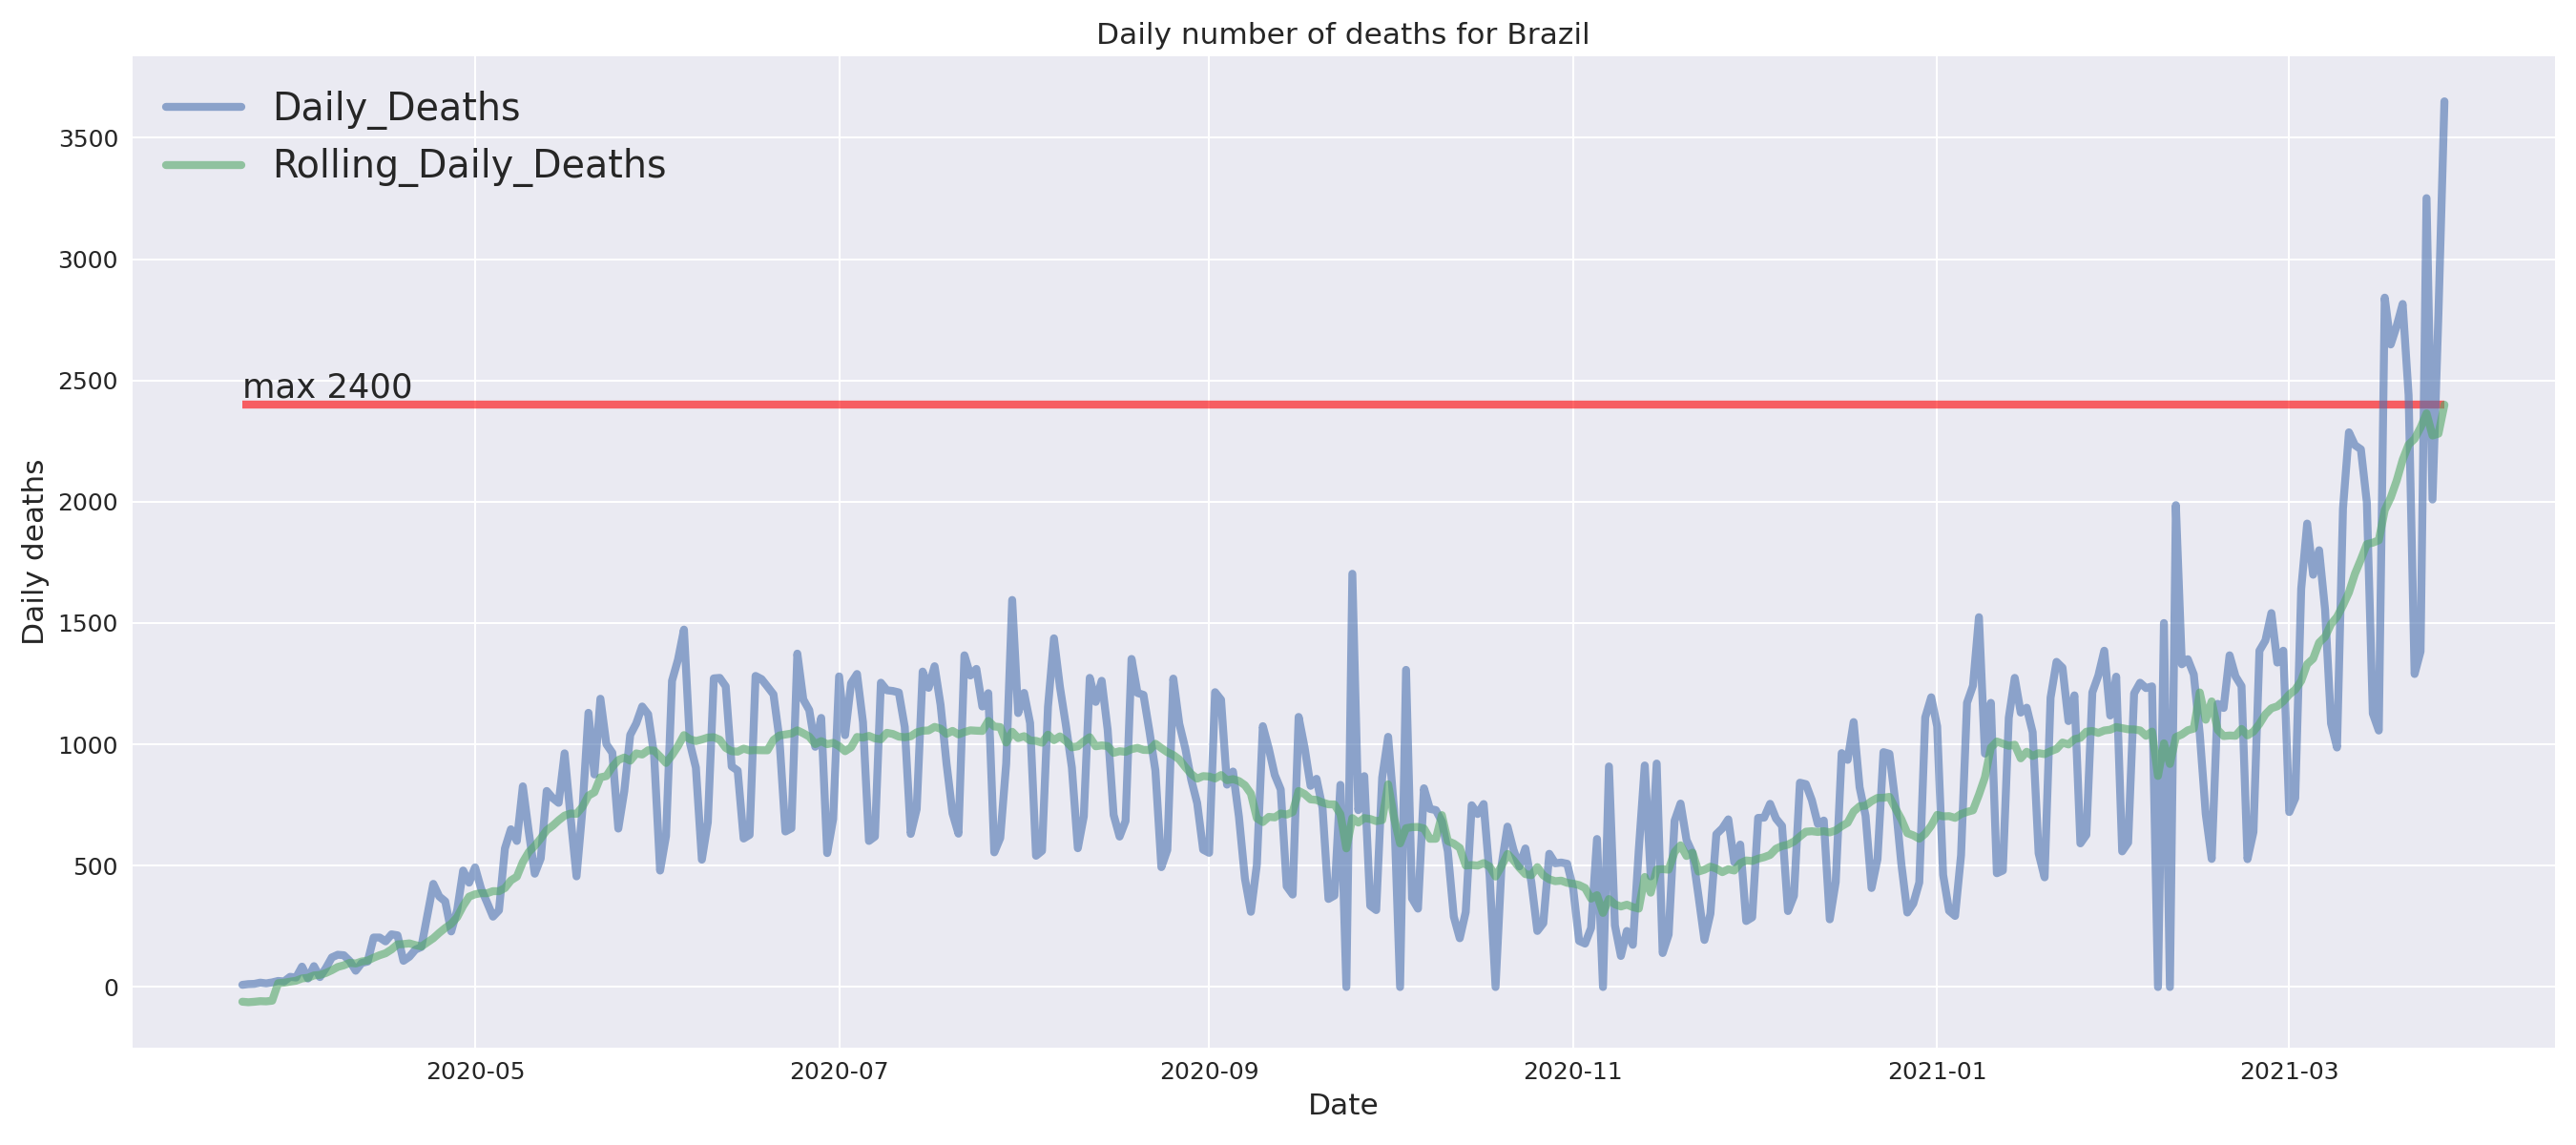 Daily number of deaths for Brazil
Daily_Deaths
Rolling_Daily_Deaths
3500
3000
2500
2000
1500
1000
500
0
max 2400
Daily deaths
2020-05 2020-07 2020-09 2020-11 2021-01 2021-03
Date